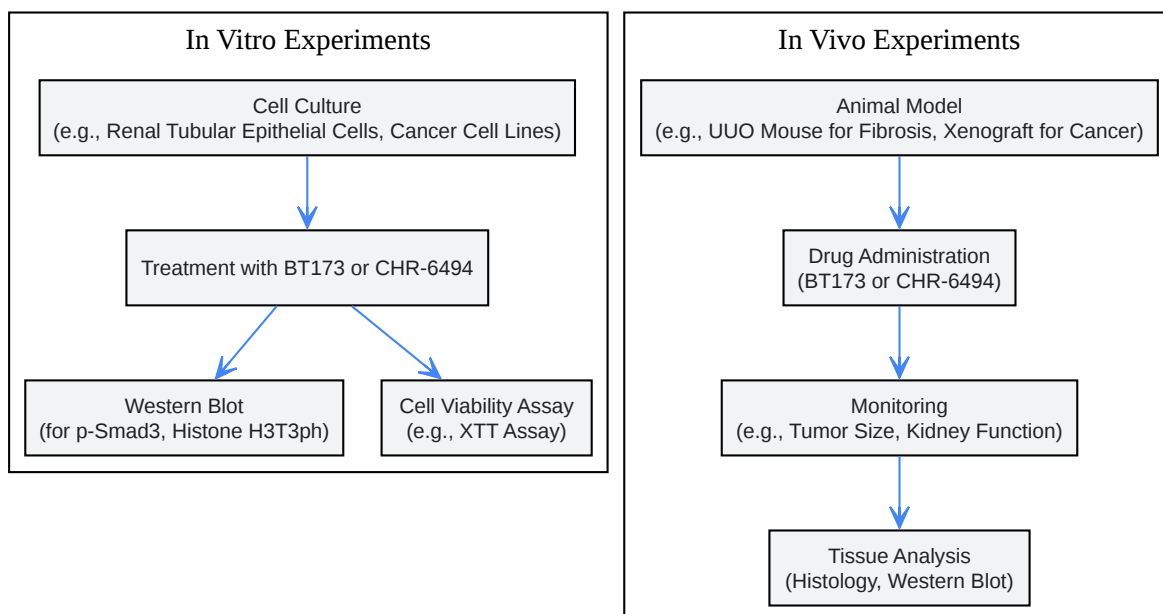 In Vitro Experiments
Cell Culture
(e.g., Renal Tubular Epithelial Cells, Cancer Cell Lines)
Treatment with BT173 or CHR-6494
Western Blot
(for p-Smad3, Histone H3T3ph)
Cell Viability Assay
(e.g., XTT Assay)
In Vivo Experiments
Animal Model
(e.g., UUO Mouse for Fibrosis, Xenograft for Cancer)
Drug Administration
(BT173 or CHR-6494)
Monitoring
(e.g., Tumor Size, Kidney Function)
Tissue Analysis
(Histology, Western Blot)